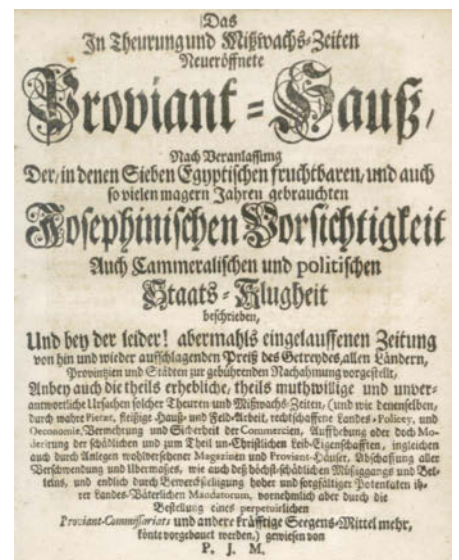 Das
In Theurung und Mißwachs-Zeiten
Neueröffnete
Proviant-Hauß,
Nach Veranlassung
Der, in denen Sieben Egyptischen fruchtbaren, und auch
so vielen magern Jahren gebrauchten
Josephinischen Vorsichtigkeit
Auch Cammeralischen und politischen
Staats-Klugheit
beschrieben,
Und bey der leider! abermahls eingelauffenen Zeitung
von hin und wieder auffschlagenden Preiß des Getreydes, allen Ländern,
Provintzien und Städten zur gebührenden Nachahmung vorgestellt,
Anbey auch die theils erhebliche, theils muthwillige und unver-
antwortliche Ursachen solcher Theuren und Mißwachs-Zeiten, (und wie denenselben,
durch wahre Pietät, fleißige Hauß- und Feld-Arbeit, rechtschaffene Landes-Policey, und
Oeconomie, Vermehrung und Sicherheit der Commercien, Auffhebung oder doch Mo-
derirung der schädlichen und zum Theil un-Christlichen Leib-Eigenschafften, ingleichen
auch durch Anlegen wohlversehener Magazinen und Proviant-Häuser, Abschaffung aller
Verschwendung und Ubermaßes, wie auch deß höchst-schädlichen Müßiggangs und Bet-
telns, und endlich durch Bewerckstelligung hoher und sorgfältiger Potentaten ih-
rer Landes-Väterlichen Mandatorum, vornehmlich aber durch die
Bestellung eines perpetuirlichen
Proviant-Commissariats und andere kräfftige Seegens-Mittel mehr,
könte vorgebauet werden,) gewiesen von
P. J. M.